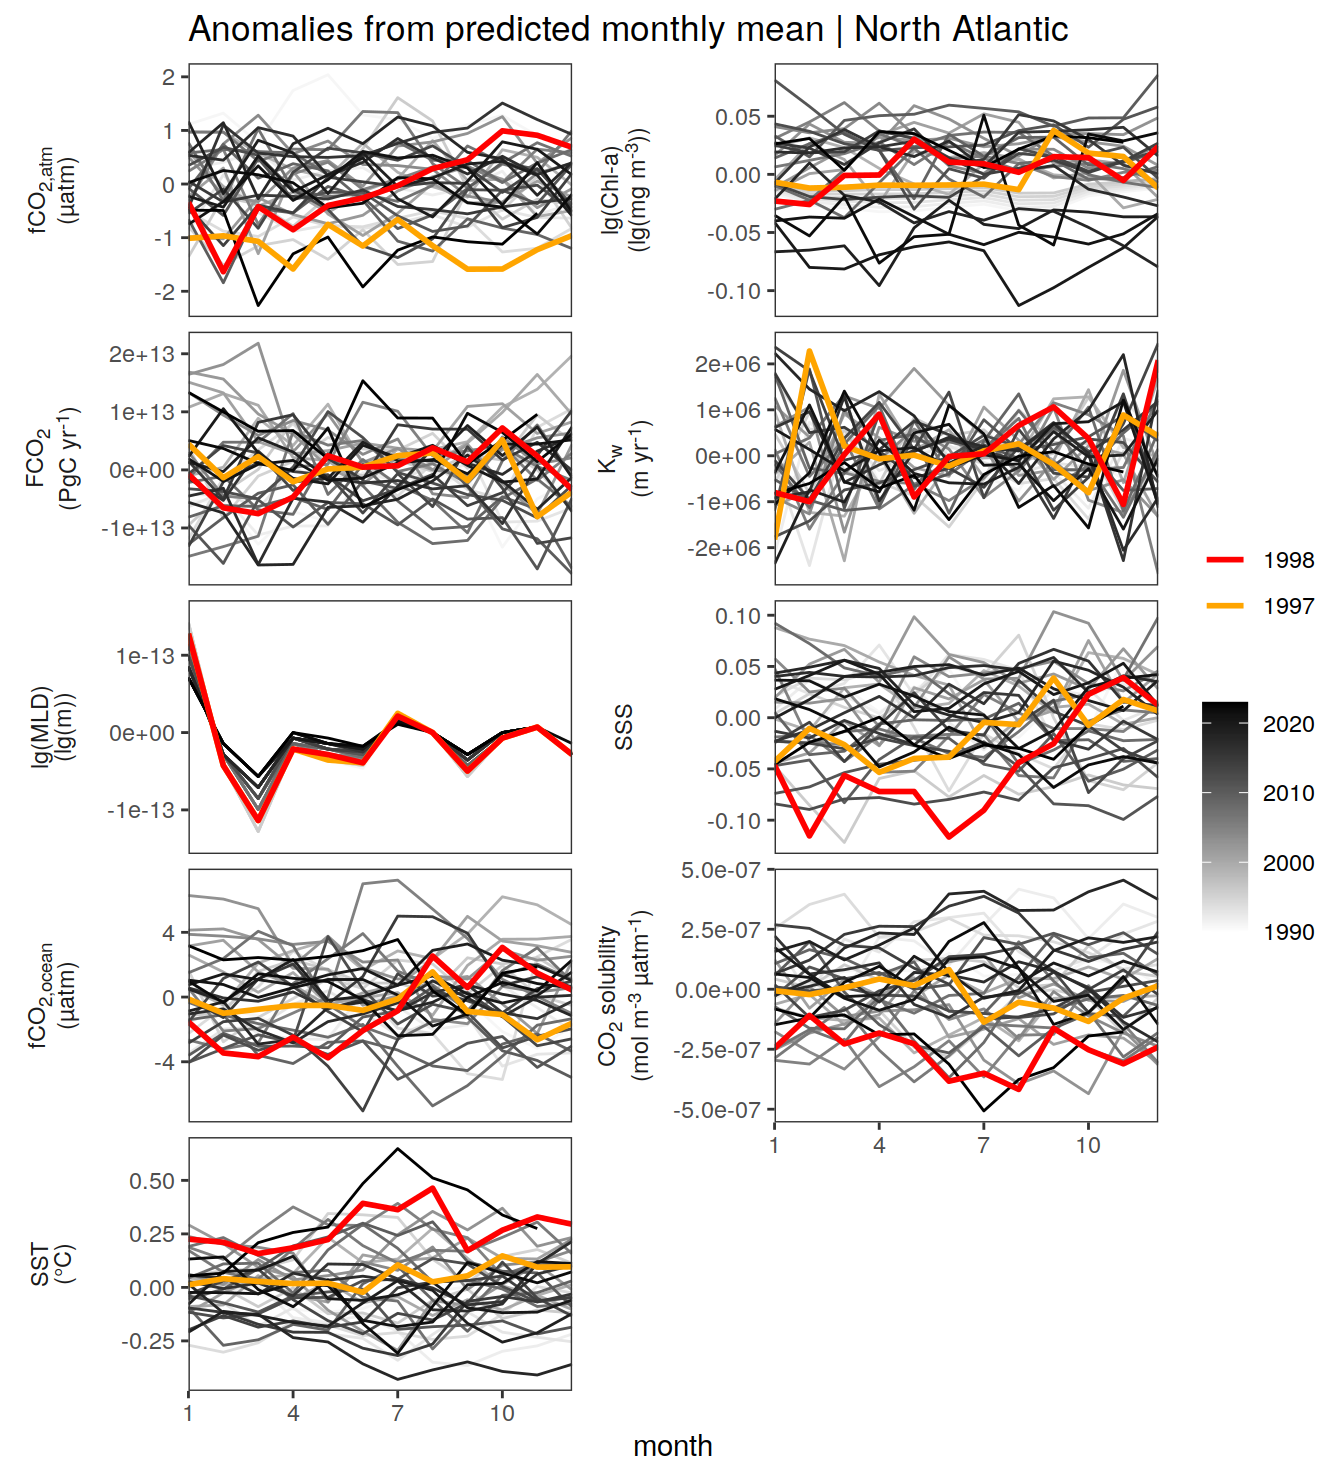 Anomalies from predicted monthly mean | North Atlantic
fCO2,atm
(µatm)
2
1
0
-1
-2
lg(Chl-a)
(lg(mg m-3))
0.05
0.00
-0.05
-0.10
FCO2
(PgC yr-1)
2e+13
1e+13
0e+00
-1e+13
Kw
(m yr-1)
2e+06
1e+06
0e+00
-1e+06
-2e+06
lg(MLD)
(lg(m))
1e-13
0e+00
-1e-13
SSS
0.10
0.05
0.00
-0.05
-0.10
fCO2,ocean
(µatm)
4
0
-4
CO2 solubility
(mol m-3 µatm-1)
5.0e-07
2.5e-07
0.0e+00
-2.5e-07
-5.0e-07
1 4 7 10
SST
(°C)
0.50
0.25
0.00
-0.25
1 4 7 10
month
1998
1997
2020
2010
2000
1990